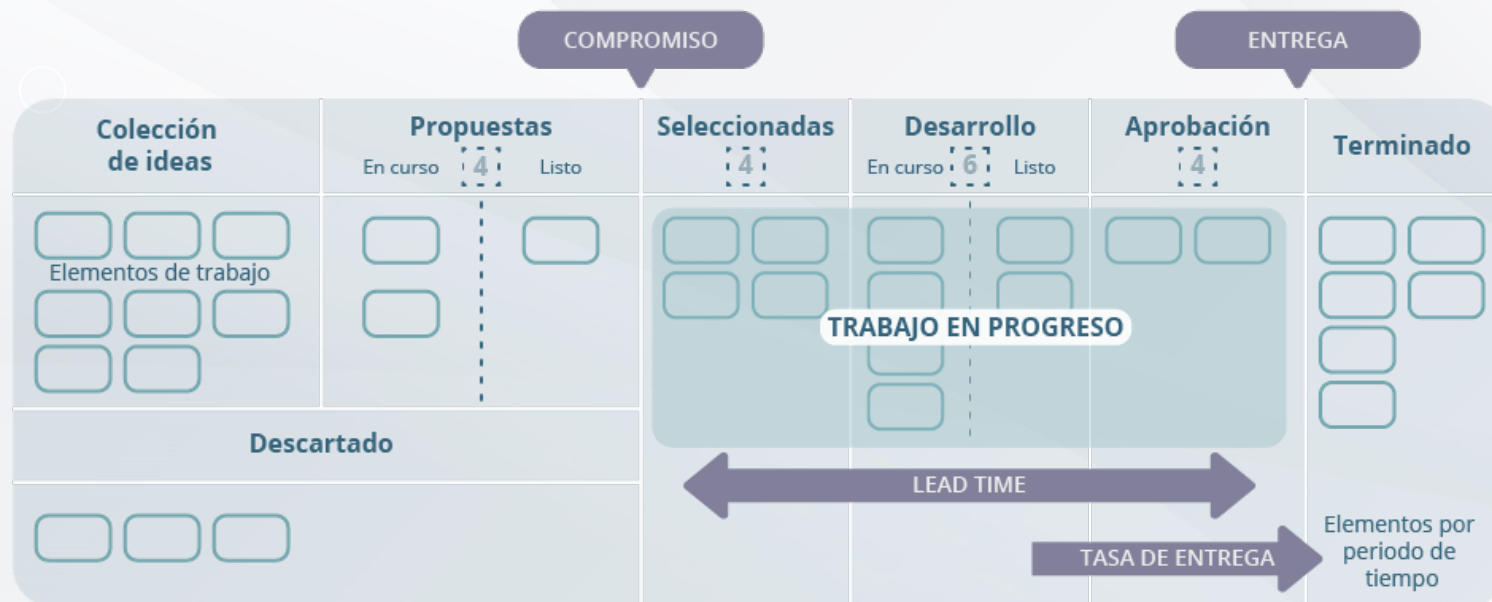 COMPROMISO
ENTREGA
Colección
de ideas
Propuestas
En curso 4 Listo
Seleccionadas
4
Desarrollo
En curso 6 Listo
Aprobación
4
Terminado
Elementos de trabajo
TRABAJO EN PROGRESO
Descartado
LEAD TIME
TASA DE ENTREGA
Elementos por
periodo de
tiempo